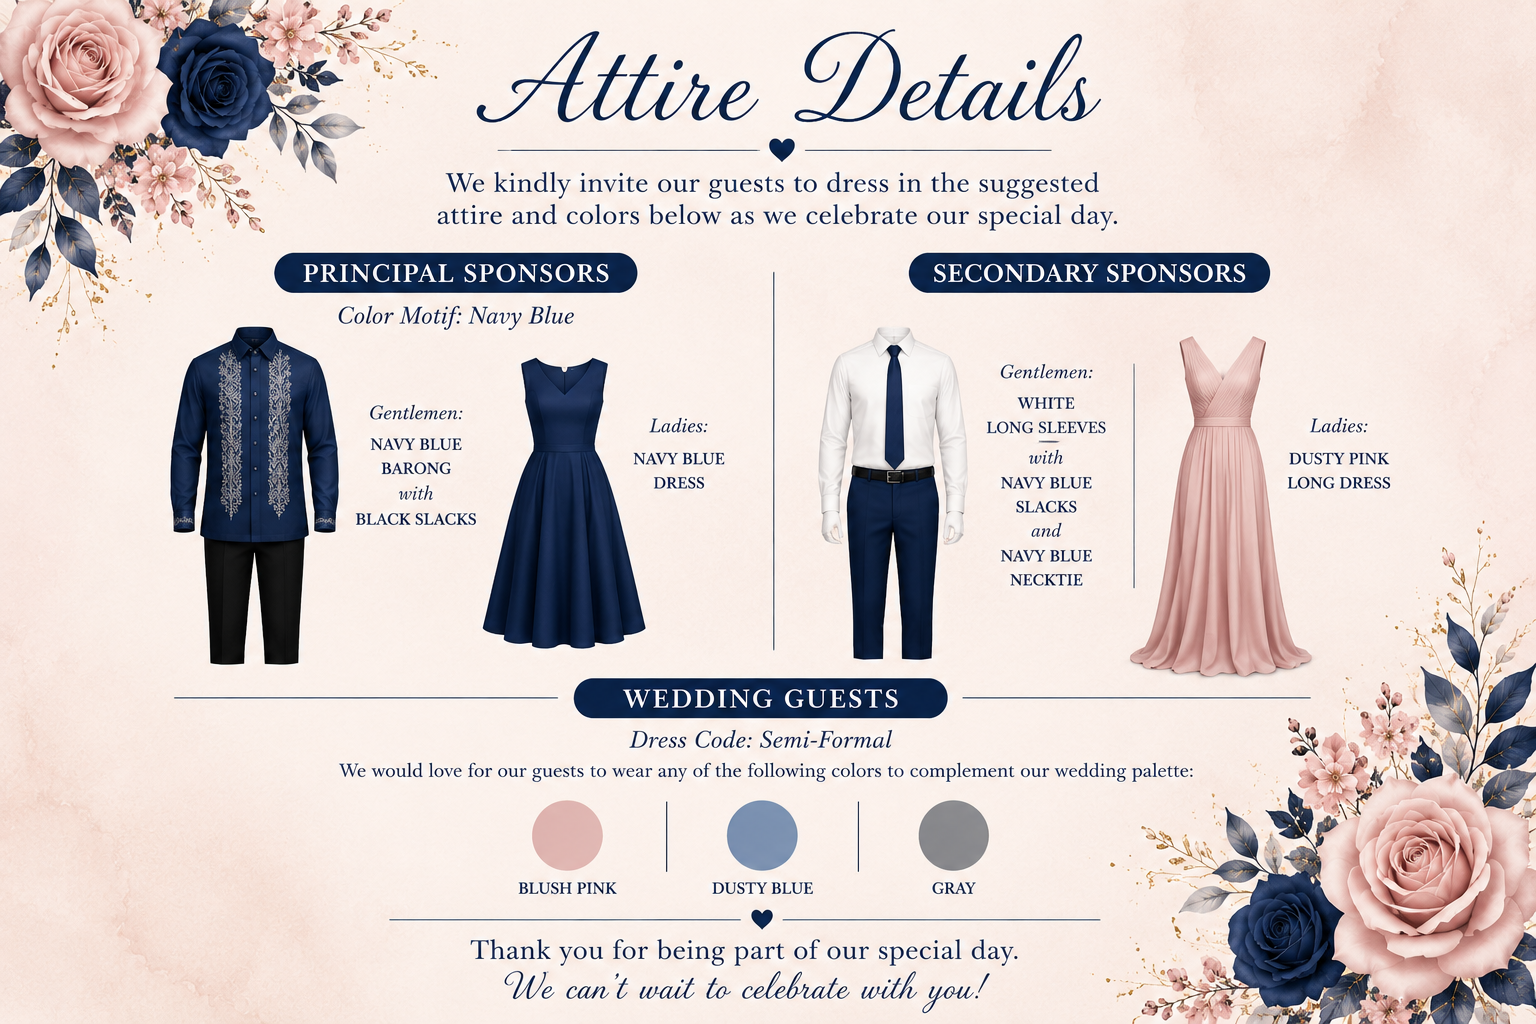 Attire Details
We kindly invite our guests to dress in the suggested
attire and colors below as we celebrate our special day.
PRINCIPAL SPONSORS
Color Motif: Navy Blue
Gentlemen:
NAVY BLUE
BARONG
with
BLACK SLACKS
Ladies:
NAVY BLUE
DRESS
SECONDARY SPONSORS
Gentlemen:
WHITE
LONG SLEEVES
with
NAVY BLUE
SLACKS
and
NAVY BLUE
NECKTIE
Ladies:
DUSTY PINK
LONG DRESS
WEDDING GUESTS
Dress Code: Semi-Formal
We would love for our guests to wear any of the following colors to complement our wedding palette:
BLUSH PINK
DUSTY BLUE
GRAY
Thank you for being part of our special day.
We can't wait to celebrate with you!